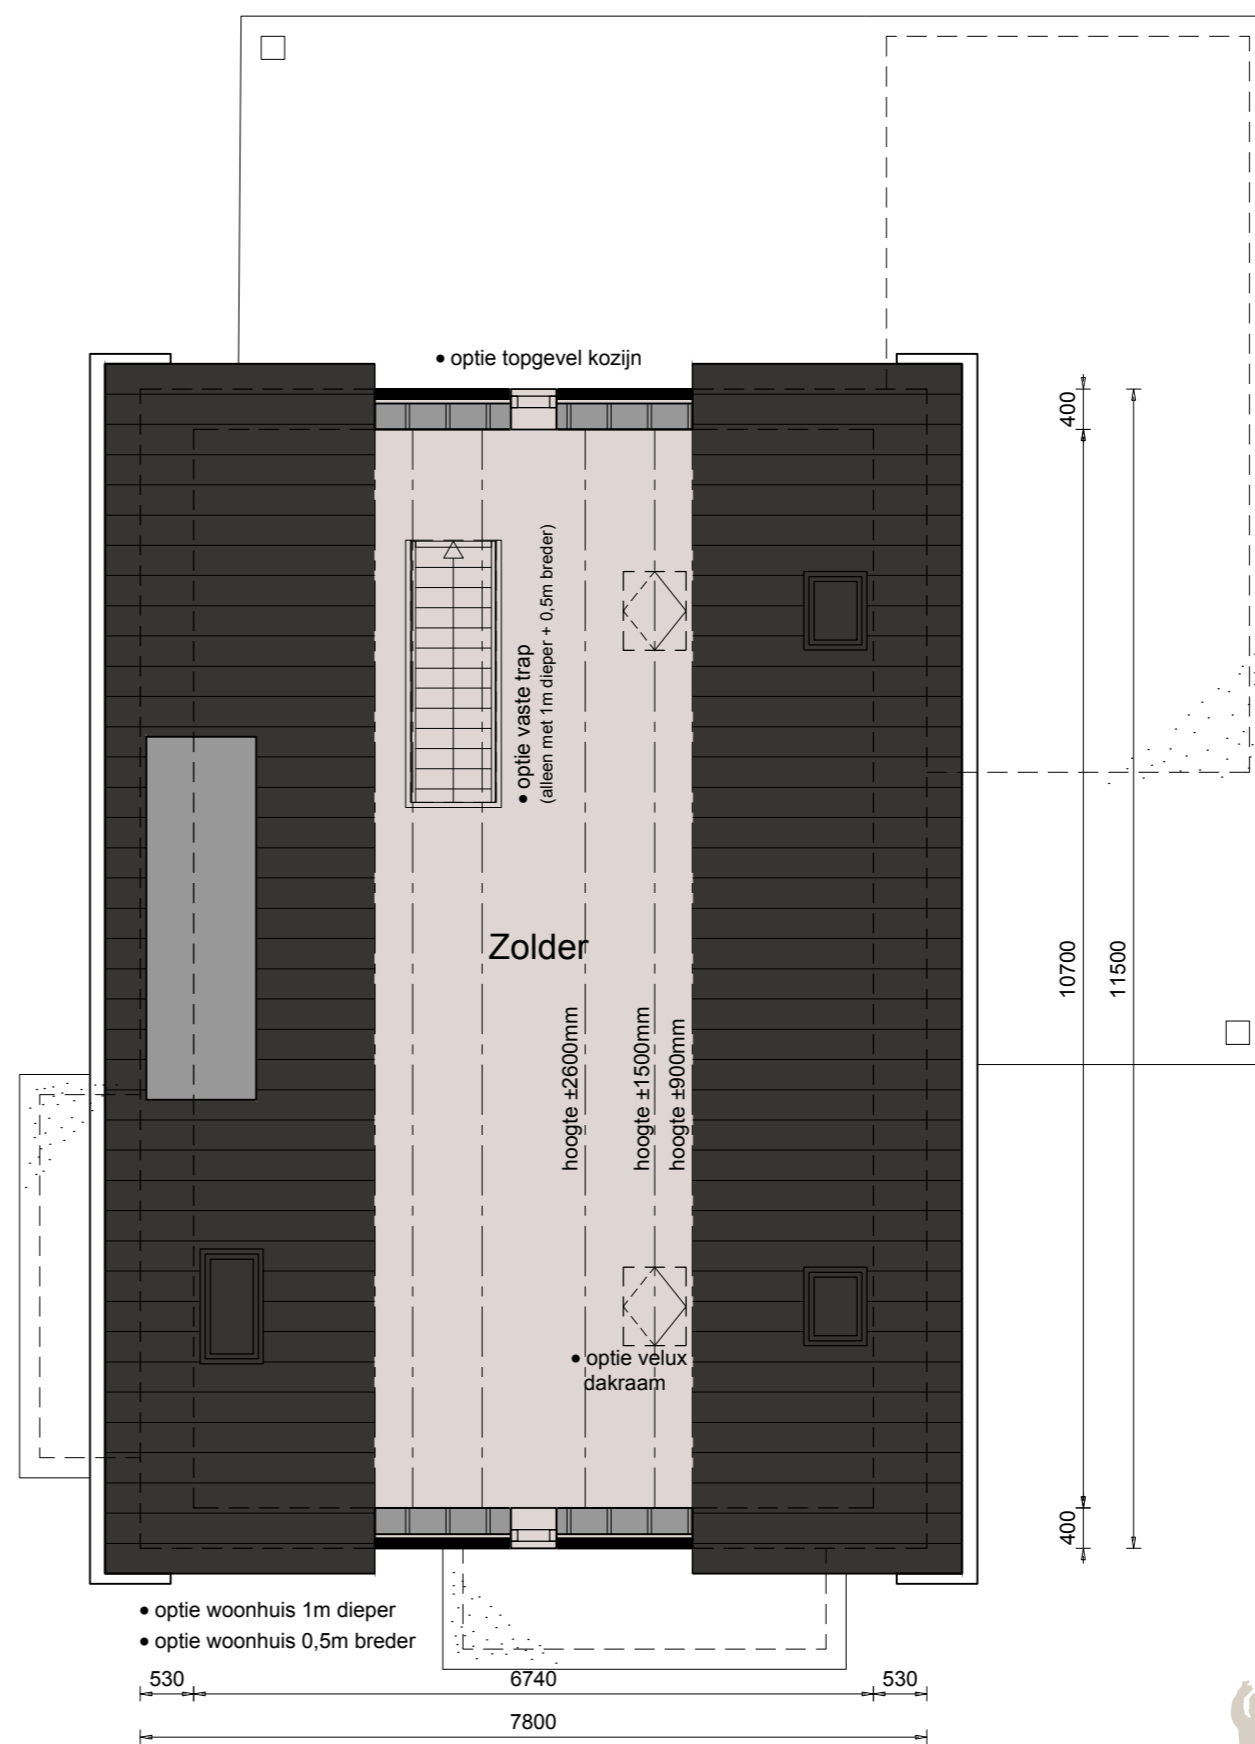 • optie topgevel kozijn
400
• optie vaste trap
(alleen met 1m dieper + 0,5m breder)
Zolder
10700
11500
hoogte ±2600mm
hoogte ±1500mm
hoogte ±900mm
• optie velux
dakraam
400
• optie woonhuis 1m dieper
• optie woonhuis 0,5m breder
530
6740
530
7800